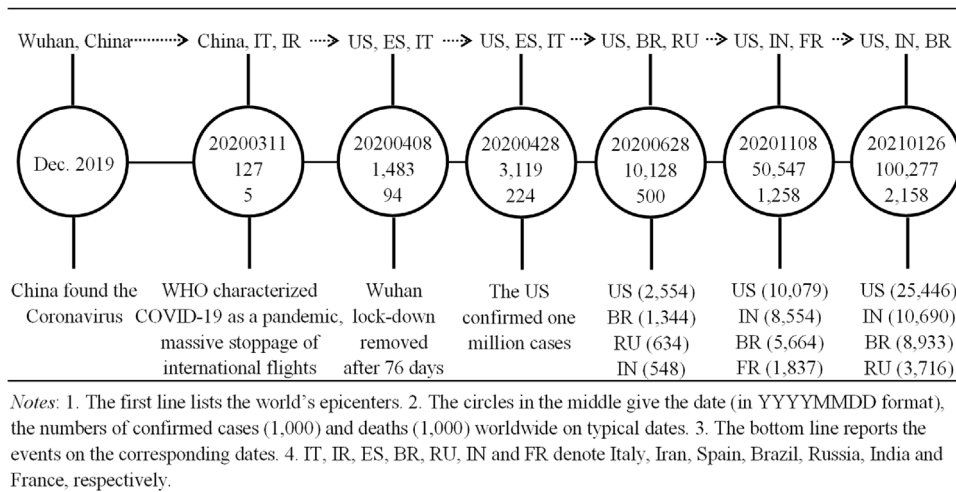 Wuhan, China China, IT, IR US, ES, IT US, ES, IT US, BR, RU US, IN, FR US, IN, BR
Dec. 2019
20200311
127
5
20200408
1,483
94
20200428
3,119
224
20200628
10,128
500
20201108
50,547
1,258
20210126
100,277
2,158
China found the
Coronavirus
WHO characterized
COVID-19 as a pandemic,
massive stoppage of
international flights
Wuhan
lock-down
removed
after 76 days
The US
confirmed one
million cases
US (2,554)
BR (1,344)
RU (634)
IN (548)
US (10,079)
IN (8,554)
BR (5,664)
FR (1,837)
US (25,446)
IN (10,690)
BR (8,933)
RU (3,716)
Notes: 1. The first line lists the world's epicenters. 2. The circles in the middle give the date (in YYYYMMDD format),
the numbers of confirmed cases (1,000) and deaths (1,000) worldwide on typical dates. 3. The bottom line reports the
events on the corresponding dates. 4. IT, IR, ES, BR, RU, IN and FR denote Italy, Iran, Spain, Brazil, Russia, India and
France, respectively.